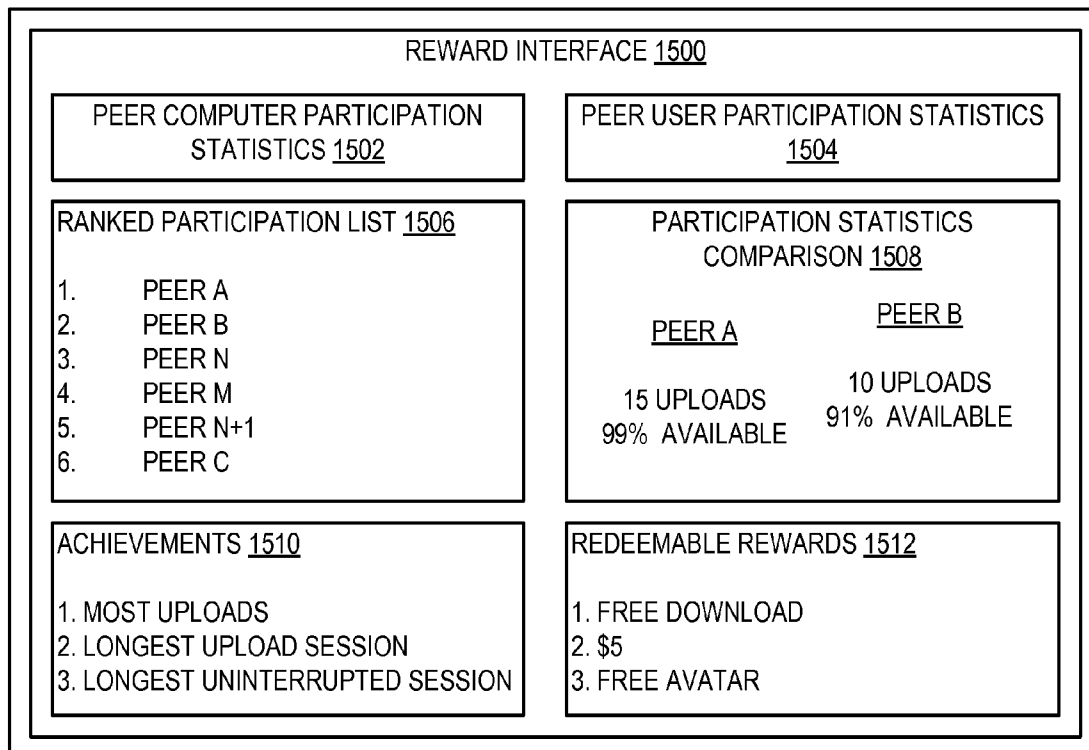 REWARD INTERFACE 1500
PEER COMPUTER PARTICIPATION
STATISTICS 1502
PEER USER PARTICIPATION STATISTICS
1504
RANKED PARTICIPATION LIST 1506
1. PEER A
2. PEER B
3. PEER N
4. PEER M
5. PEER N+1
6. PEER C
PARTICIPATION STATISTICS
COMPARISON 1508
PEER A
15 UPLOADS
99% AVAILABLE
PEER B
10 UPLOADS
91% AVAILABLE
ACHIEVEMENTS 1510
1. MOST UPLOADS
2. LONGEST UPLOAD SESSION
3. LONGEST UNINTERRUPTED SESSION
REDEEMABLE REWARDS 1512
1. FREE DOWNLOAD
2. $5
3. FREE AVATAR